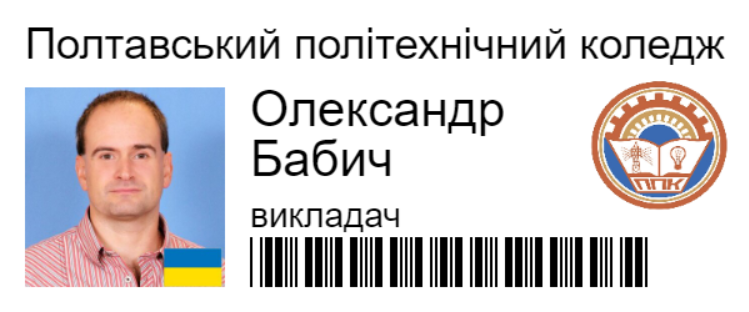 Полтавський політехнічний коледж
Олександр
Бабич
викладач
ППК